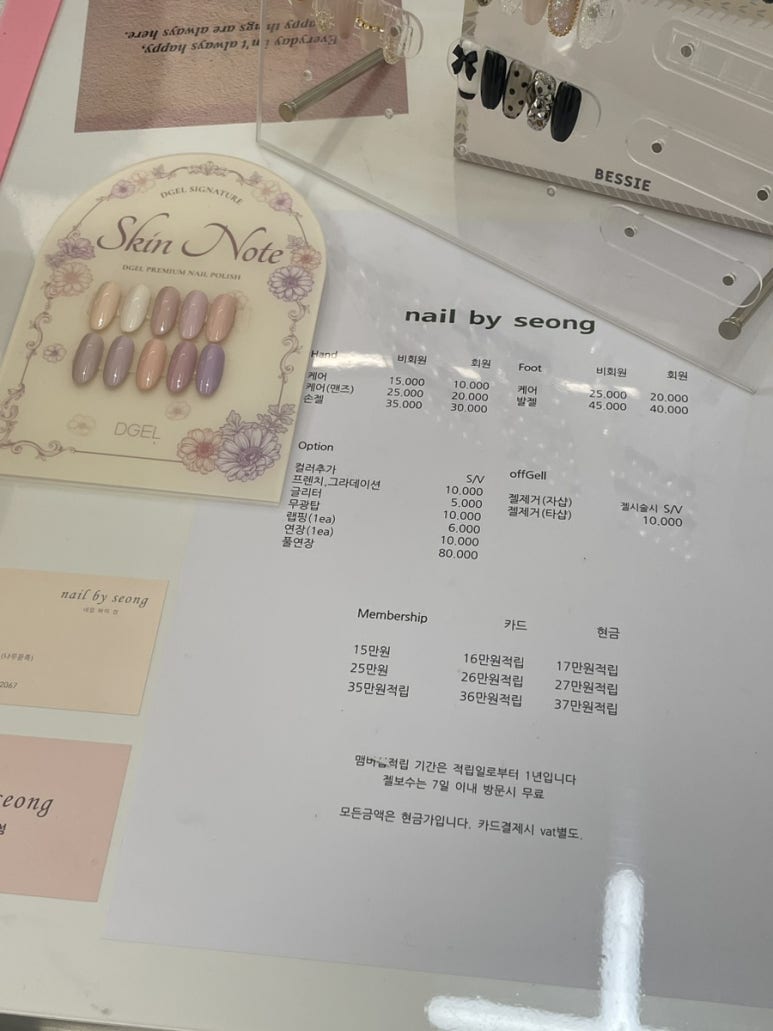 Everyday isn't always happy,
happy things are always here.
BESSIE
DGEL SIGNATURE
Skin Note
DGEL PREMIUM NAIL POLISH
DGEL
nail by seong
Hand 비회원 회원
케어 15.000 10.000
케어(맨즈) 25.000 20.000
손젤 35.000 30.000
Foot 비회원 회원
케어 25.000 20.000
발젤 45.000 40.000
Option
컬러추가 S/V
프렌치,그라데이션 10.000
글리터 5.000
무광탑 10.000
랩핑(1ea) 6.000
연장(1ea) 10.000
풀연장 80.000
offGell
젤제거(자샵) 젤시술시 S/V
젤제거(타샵) 10.000
Membership 카드 현금
15만원 16만원적립 17만원적립
25만원 26만원적립 27만원적립
35만원적립 36만원적립 37만원적립
맴버쉽적립 기간은 적립일로부터 1년입니다
젤보수는 7일 이내 방문시 무료
모든금액은 현금가입니다. 카드결제시 vat별도.
nail by seong
네일 바이 성
2067
seong
성